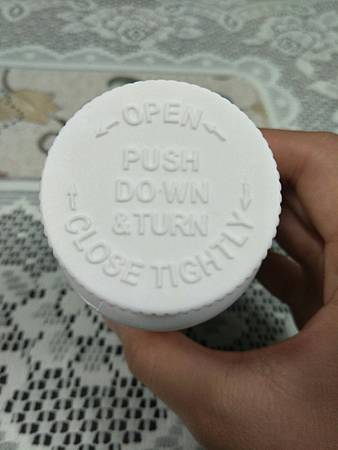 ←OPEN←
PUSH
DOWN
&TURN
↑CLOSE TIGHTLY↓